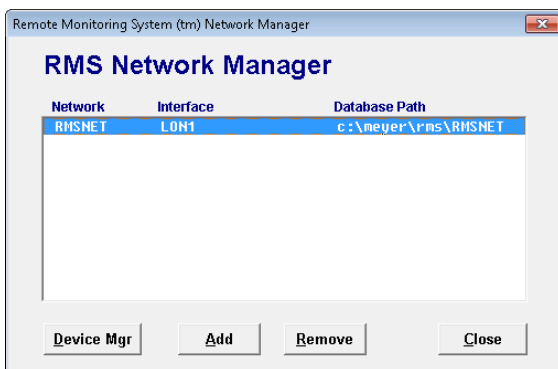 Remote Monitoring System (tm) Network Manager
RMS Network Manager
Network Interface Database Path
RMSNET LON1 c:\meyer\rms\RMSNET
Device Mgr Add Remove Close